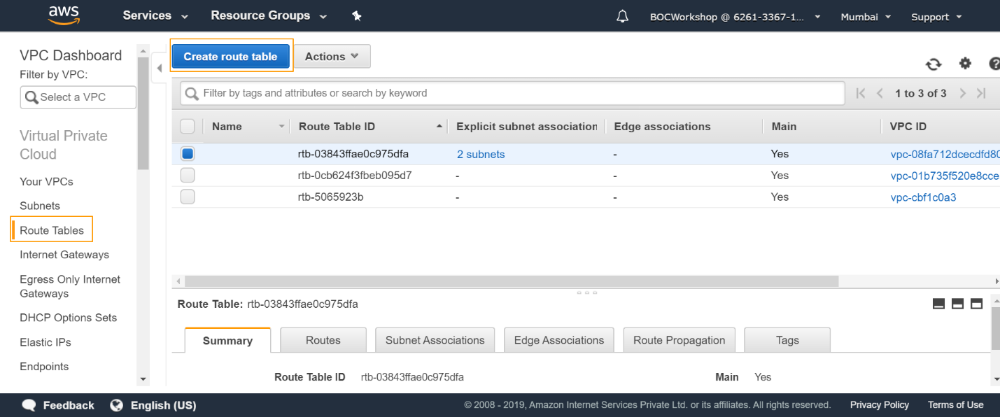 aws Services Resource Groups BOCWorkshop @ 6261-3367-1... Mumbai Support
VPC Dashboard
Filter by VPC:
Select a VPC
Virtual Private
Cloud
Your VPCs
Subnets
Route Tables
Internet Gateways
Egress Only Internet
Gateways
DHCP Options Sets
Elastic IPs
Endpoints
Create route table Actions
Filter by tags and attributes or search by keyword 1 to 3 of 3
Name Route Table ID Explicit subnet association Edge associations Main VPC ID
rtb-03843ffae0c975dfa 2 subnets - Yes vpc-08fa712dcecdfd80
rtb-0cb624f3fbeb095d7 - - Yes vpc-01b735f520e8cce
rtb-5065923b - - Yes vpc-cbf1c0a3
Route Table: rtb-03843ffae0c975dfa
Summary Routes Subnet Associations Edge Associations Route Propagation Tags
Route Table ID rtb-03843ffae0c975dfa Main Yes
Feedback English (US) © 2008 - 2019, Amazon Internet Services Private Ltd. or its affiliates. All rights reserved. Privacy Policy Terms of Use